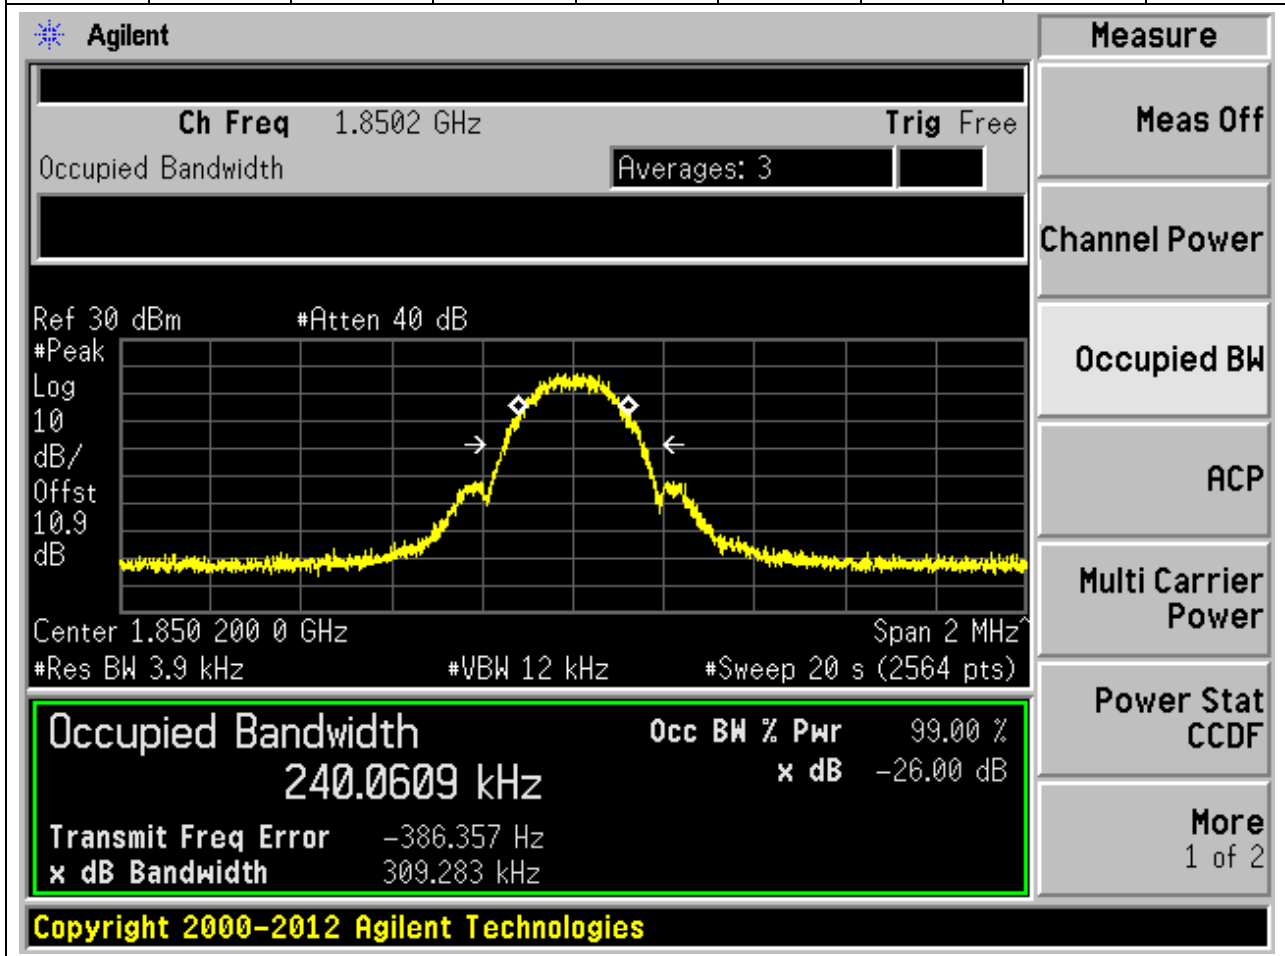 Agilent
Measure
Ch Freq 1.8502 GHz Trig Free
Occupied Bandwidth Averages: 3
Meas Off
Channel Power
Occupied BW
ACP
Multi Carrier
Power
Power Stat
CCDF
More
1 of 2
Ref 30 dBm #Atten 40 dB
#Peak
Log
10
dB/
Offst
10.9
dB
Center 1.850 200 0 GHz Span 2 MHz^
#Res BW 3.9 kHz #VBW 12 kHz #Sweep 20 s (2564 pts)
Occupied Bandwidth
240.0609 kHz
Occ BW % Pwr 99.00 %
x dB -26.00 dB
Transmit Freq Error -386.357 Hz
x dB Bandwidth 309.283 kHz
Copyright 2000-2012 Agilent Technologies